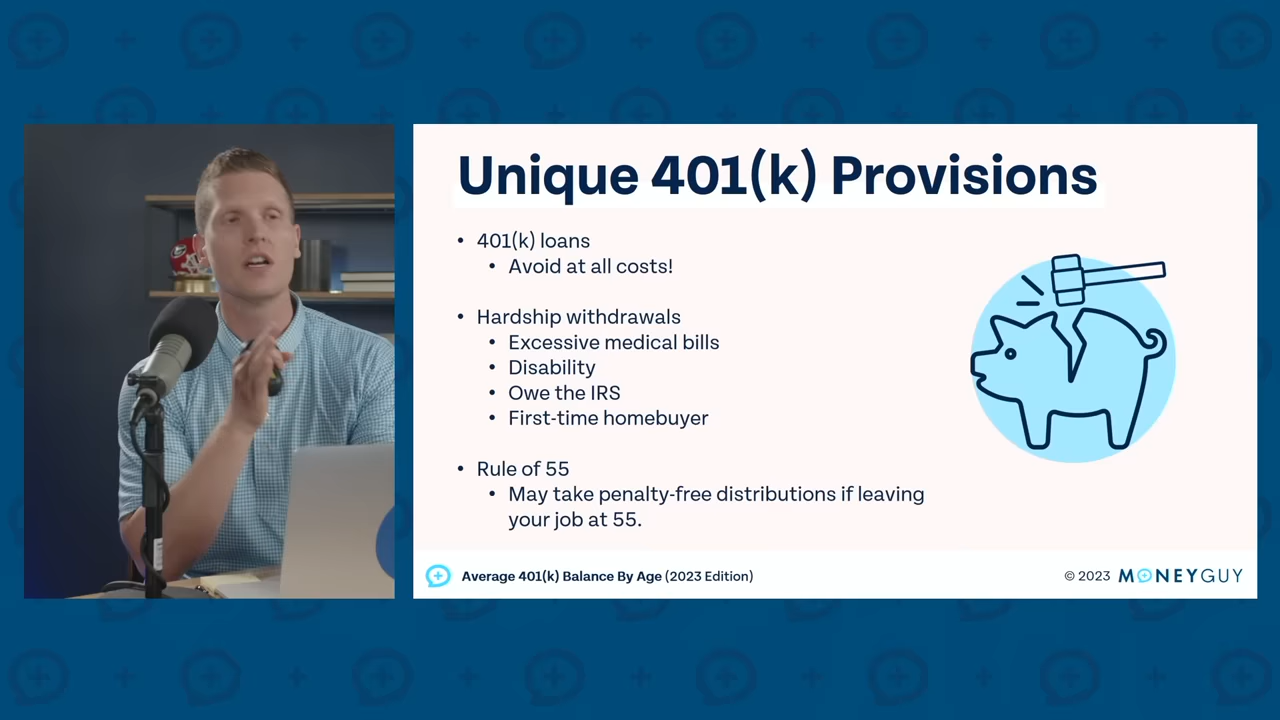 Unique 401(k) Provisions
• 401(k) loans
• Avoid at all costs!
• Hardship withdrawals
• Excessive medical bills
• Disability
• Owe the IRS
• First-time homebuyer
• Rule of 55
• May take penalty-free distributions if leaving
your job at 55.
Average 401(k) Balance By Age (2023 Edition)
© 2023 MONEYGUY